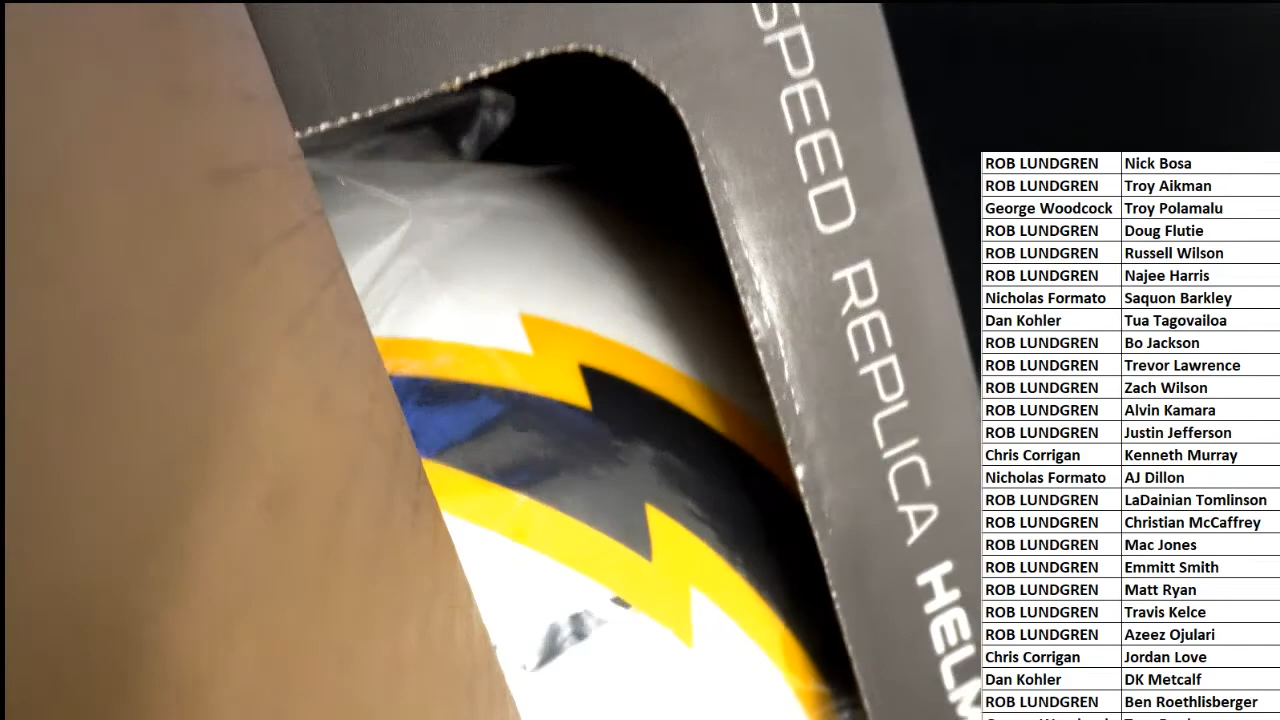 SPEED REPLICA HELM
ROB LUNDGREN Nick Bosa
ROB LUNDGREN Troy Aikman
George Woodcock Troy Polamalu
ROB LUNDGREN Doug Flutie
ROB LUNDGREN Russell Wilson
ROB LUNDGREN Najee Harris
Nicholas Formato Saquon Barkley
Dan Kohler Tua Tagovailoa
ROB LUNDGREN Bo Jackson
ROB LUNDGREN Trevor Lawrence
ROB LUNDGREN Zach Wilson
ROB LUNDGREN Alvin Kamara
ROB LUNDGREN Justin Jefferson
Chris Corrigan Kenneth Murray
Nicholas Formato AJ Dillon
ROB LUNDGREN LaDainian Tomlinson
ROB LUNDGREN Christian McCaffrey
ROB LUNDGREN Mac Jones
ROB LUNDGREN Emmitt Smith
ROB LUNDGREN Matt Ryan
ROB LUNDGREN Travis Kelce
ROB LUNDGREN Azeez Ojulari
Chris Corrigan Jordan Love
Dan Kohler DK Metcalf
ROB LUNDGREN Ben Roethlisberger